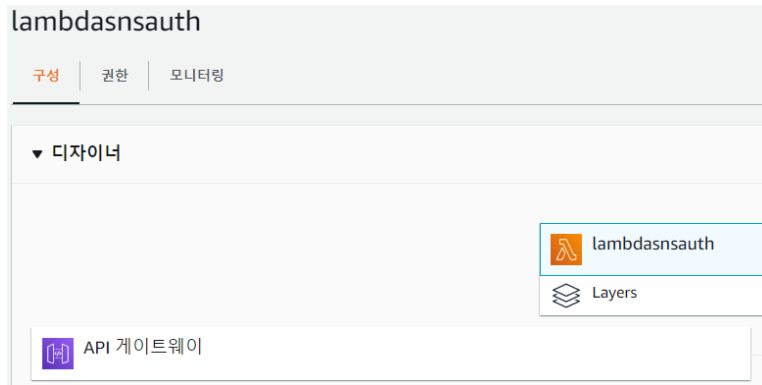 lambdasnsauth
구성 권한 모니터링
▼ 디자이너
lambdasnsauth
Layers
API 게이트웨이